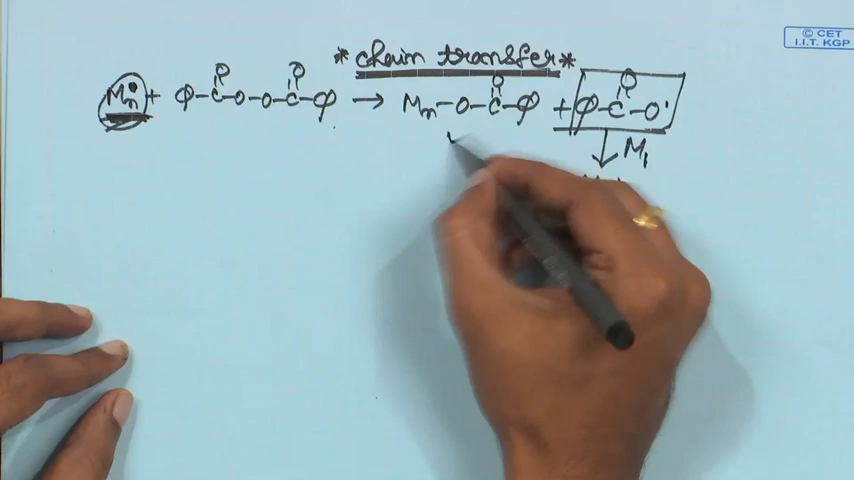 © CET
I.I.T. KGP
* chain transfer *
Mn• + Φ-C-O-O-C-Φ → Mn-O-C-Φ + Φ-C-O•
O O O O
M1